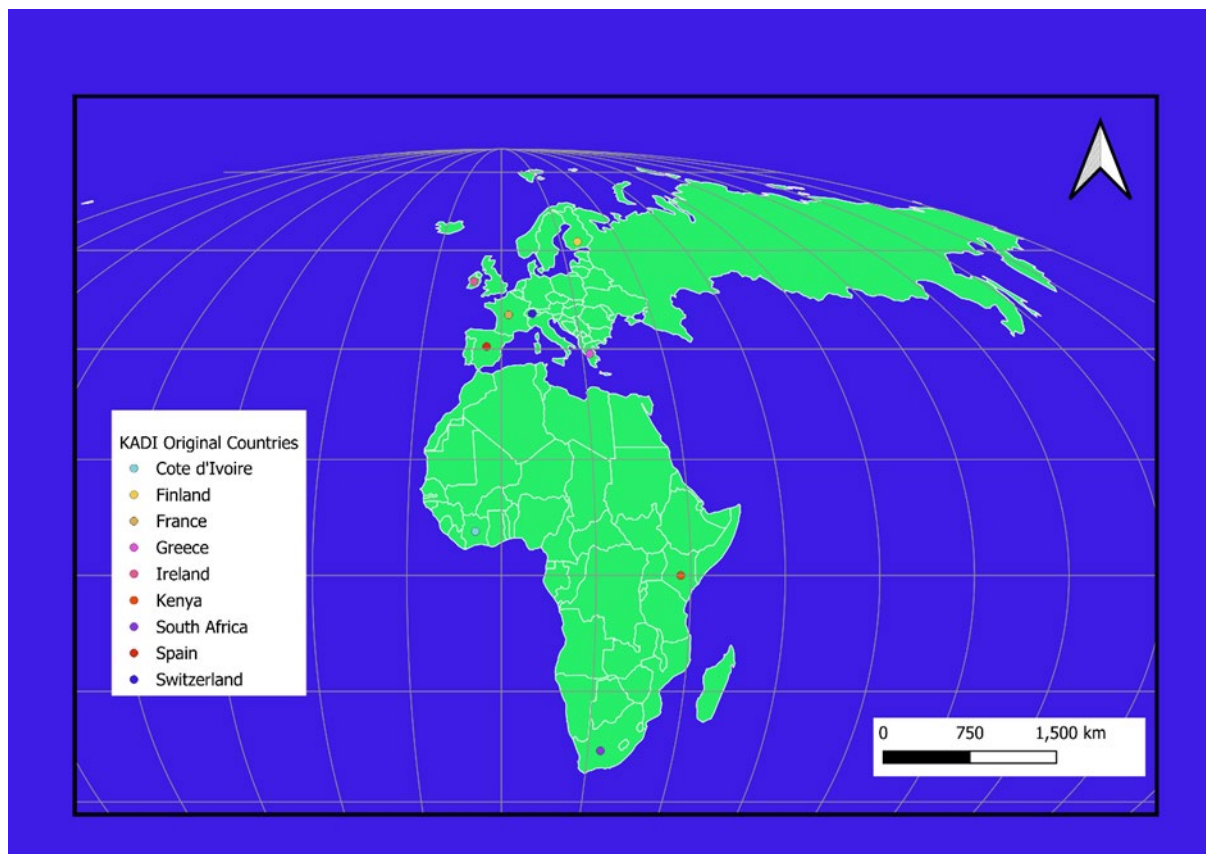 KADI Original Countries
Cote d'Ivoire
Finland
France
Greece
Ireland
Kenya
South Africa
Spain
Switzerland
0 750 1,500 km